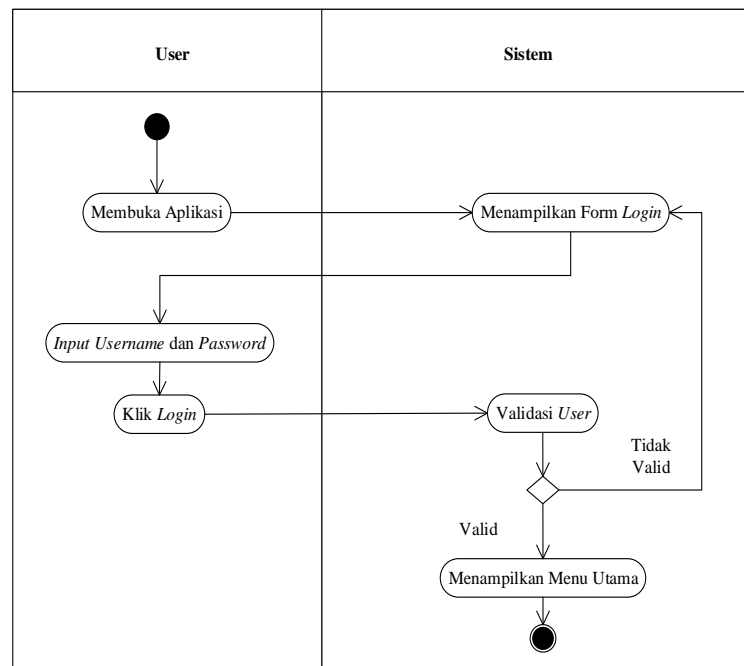 User
Sistem
Membuka Aplikasi
Menampilkan Form Login
Input Username dan Password
Klik Login
Validasi User
Tidak
Valid
Valid
Menampilkan Menu Utama